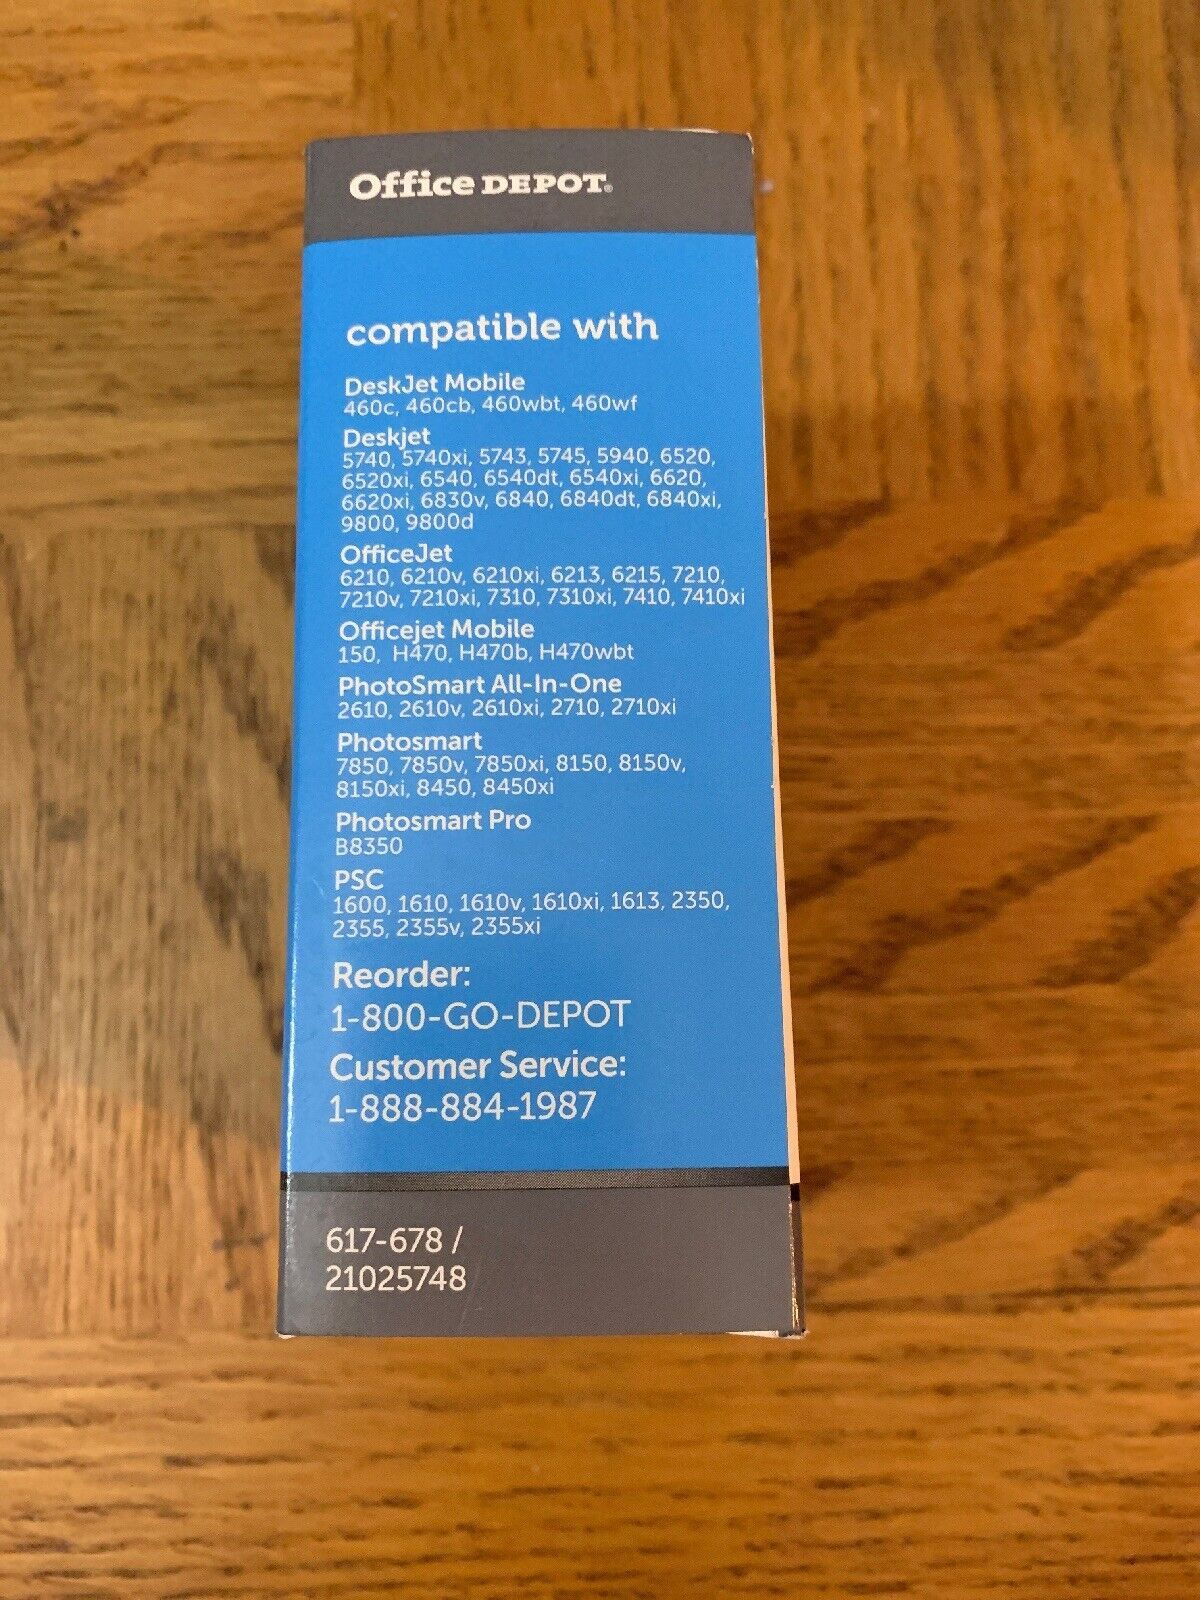 Office DEPOT®
compatible with
DeskJet Mobile
460c, 460cb, 460wbt, 460wf
Deskjet
5740, 5740xi, 5743, 5745, 5940, 6520,
6520xi, 6540, 6540dt, 6540xi, 6620,
6620xi, 6830v, 6840, 6840dt, 6840xi,
9800, 9800d
OfficeJet
6210, 6210v, 6210xi, 6213, 6215, 7210,
7210v, 7210xi, 7310, 7310xi, 7410, 7410xi
Officejet Mobile
150, H470, H470b, H470wbt
PhotoSmart All-In-One
2610, 2610v, 2610xi, 2710, 2710xi
Photosmart
7850, 7850v, 7850xi, 8150, 8150v,
8150xi, 8450, 8450xi
Photosmart Pro
B8350
PSC
1600, 1610, 1610v, 1610xi, 1613, 2350,
2355, 2355v, 2355xi
Reorder:
1-800-GO-DEPOT
Customer Service:
1-888-884-1987
617-678 /
21025748